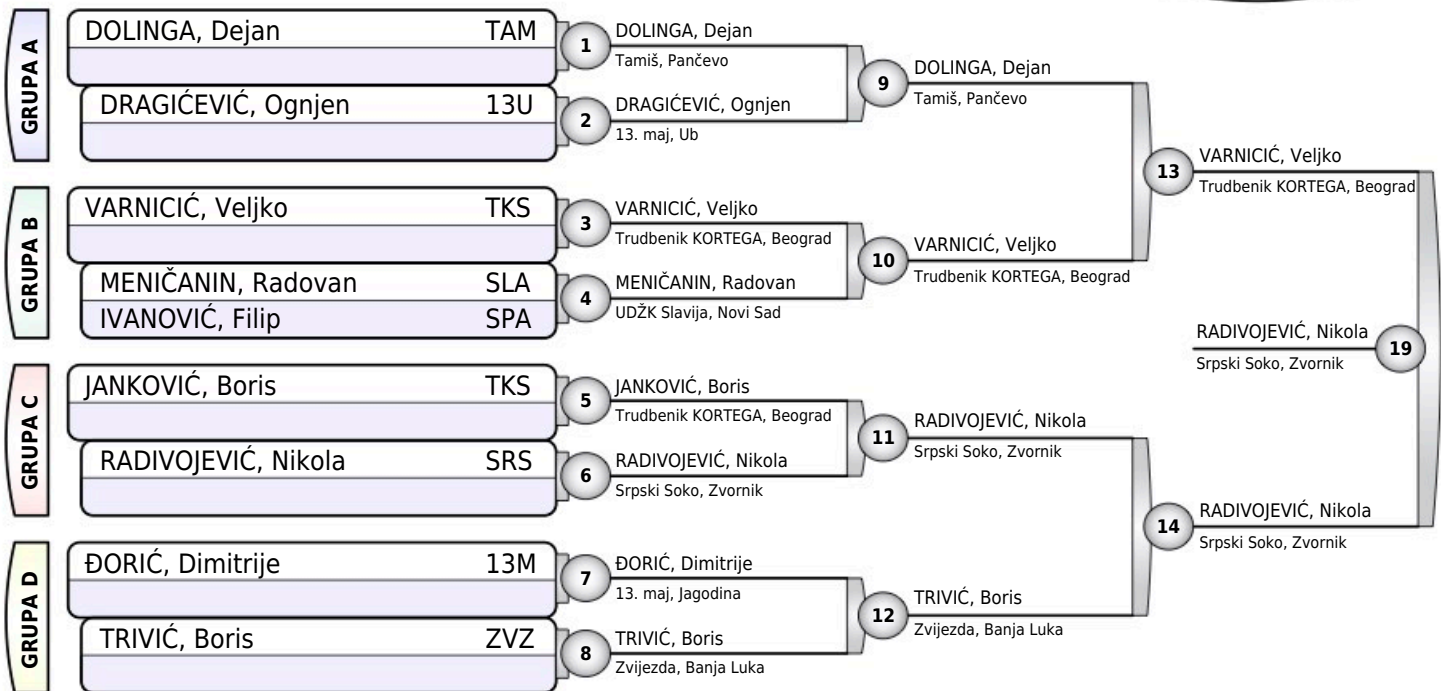 GRUPA A
DOLINGA, Dejan TAM
DRAGIĆEVIĆ, Ognjen 13U
GRUPA B
VARNICIĆ, Veljko TKS
MENIČANIN, Radovan SLA
IVANOVIĆ, Filip SPA
GRUPA C
JANKOVIĆ, Boris TKS
RADIVOJEVIĆ, Nikola SRS
GRUPA D
ĐORIĆ, Dimitrije 13M
TRIVIĆ, Boris ZVZ
1 DOLINGA, Dejan
Tamiš, Pančevo
2 DRAGIĆEVIĆ, Ognjen
13. maj, Ub
3 VARNICIĆ, Veljko
Trudbenik KORTEGA, Beograd
4 MENIČANIN, Radovan
UDŽK Slavija, Novi Sad
5 JANKOVIĆ, Boris
Trudbenik KORTEGA, Beograd
6 RADIVOJEVIĆ, Nikola
Srpski Soko, Zvornik
7 ĐORIĆ, Dimitrije
13. maj, Jagodina
8 TRIVIĆ, Boris
Zvijezda, Banja Luka
9 DOLINGA, Dejan
Tamiš, Pančevo
10 VARNICIĆ, Veljko
Trudbenik KORTEGA, Beograd
11 RADIVOJEVIĆ, Nikola
Srpski Soko, Zvornik
12 TRIVIĆ, Boris
Zvijezda, Banja Luka
13 VARNICIĆ, Veljko
Trudbenik KORTEGA, Beograd
14 RADIVOJEVIĆ, Nikola
Srpski Soko, Zvornik
RADIVOJEVIĆ, Nikola 19
Srpski Soko, Zvornik